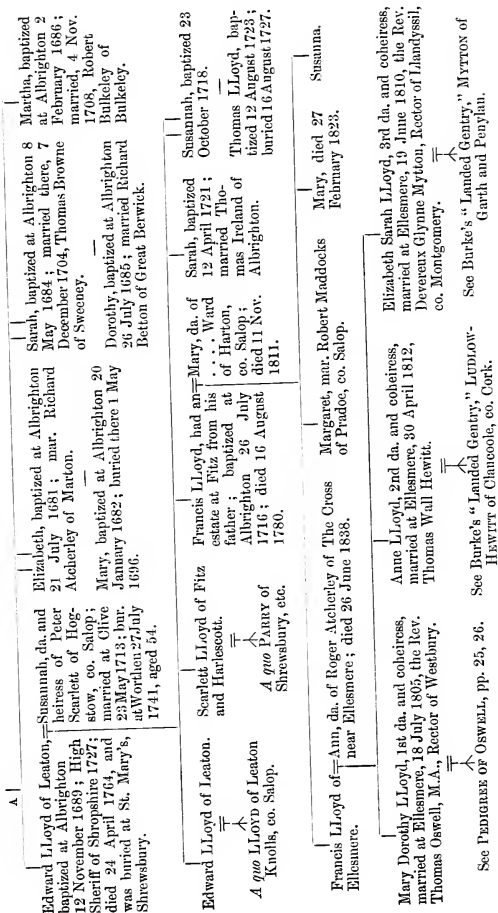 A
Edward LLoyd of Leaton,
baptized at Albrighton
12 November 1689; High
Sheriff of Shropshire 1727;
died 24 April 1764, and
was buried at St. Mary's,
Shrewsbury.
=Susannah, da. and
heiress of Peter
Scarlett of Hog-
stow, co. Salop;
married at Clive
23 May 1713; bur.
at Worthen 27 July
1741, aged 54.
Elizabeth, baptized at Albrighton
21 July 1681; mar. Richard
Atcherley of Marton.
—
Mary, baptized at Albrighton 20
January 1682; buried there 1 May
1696.
Sarah, baptized at Albrighton 8
May 1684; married there, 7
December 1704, Thomas Browne
of Sweeney.
—
Dorothy, baptized at Albrighton
26 July 1685; married Richard
Betton of Great Berwick.
Martha, baptized
at Albrighton 2
February 1686;
married, 4 Nov.
1708, Robert
Bulkeley of
Bulkeley.
Edward LLoyd of Leaton.
A quo LLOYD of Leaton
Knolls, co. Salop.
Scarlett LLoyd of Fitz
and Harlescott.
A quo PARRY of
Shrewsbury, etc.
Francis LLoyd, had an
estate at Fitz from his
father; baptized at
Albrighton 26 July
1716; died 16 August
1780.
=Mary, da. of
.... Ward
of Harton,
co. Salop;
died 11 Nov.
1811.
Sarah, baptized
12 April 1721;
married Tho-
mas Ireland of
Albrighton.
Susannah, baptized 23
October 1718.
—
Thomas LLoyd, bap-
tized 12 August 1723;
buried 16 August 1727.
Francis LLoyd of
Ellesmere.
=Ann, da. of Roger Atcherley of The Cross
near Ellesmere; died 26 June 1838.
Margaret, mar. Robert Maddocks
of Pradoe, co. Salop.
Mary, died 27
February 1823.
Susanna.
Mary Dorothy LLoyd, 1st da. and coheiress,
married at Ellesmere, 18 July 1805, the Rev.
Thomas Oswell, M.A., Rector of Westbury.
See PEDIGREE OF OSWELL, pp. 25, 26.
Anne LLoyd, 2nd da. and coheiress,
married at Ellesmere, 30 April 1812,
Thomas Wall Hewitt.
See Burke's "Landed Gentry," LUDLOW-
HEWITT of Clancoole, co. Cork.
Elizabeth Sarah LLoyd, 3rd da. and coheiress,
married at Ellesmere, 19 June 1810, the Rev.
Devereux Glynne Mytton, Rector of Llandyssil,
co. Montgomery.
See Burke's "Landed Gentry," MYTTON of
Garth and Penylan.